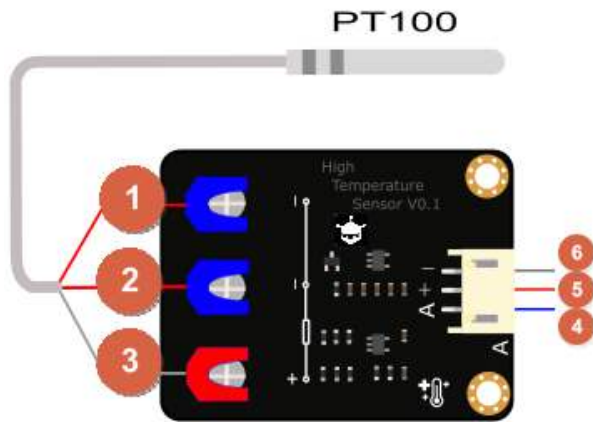 PT100
High
Temperature
Sensor V0.1
1
2
3
−
−
+
−
+
A
A
6
5
4